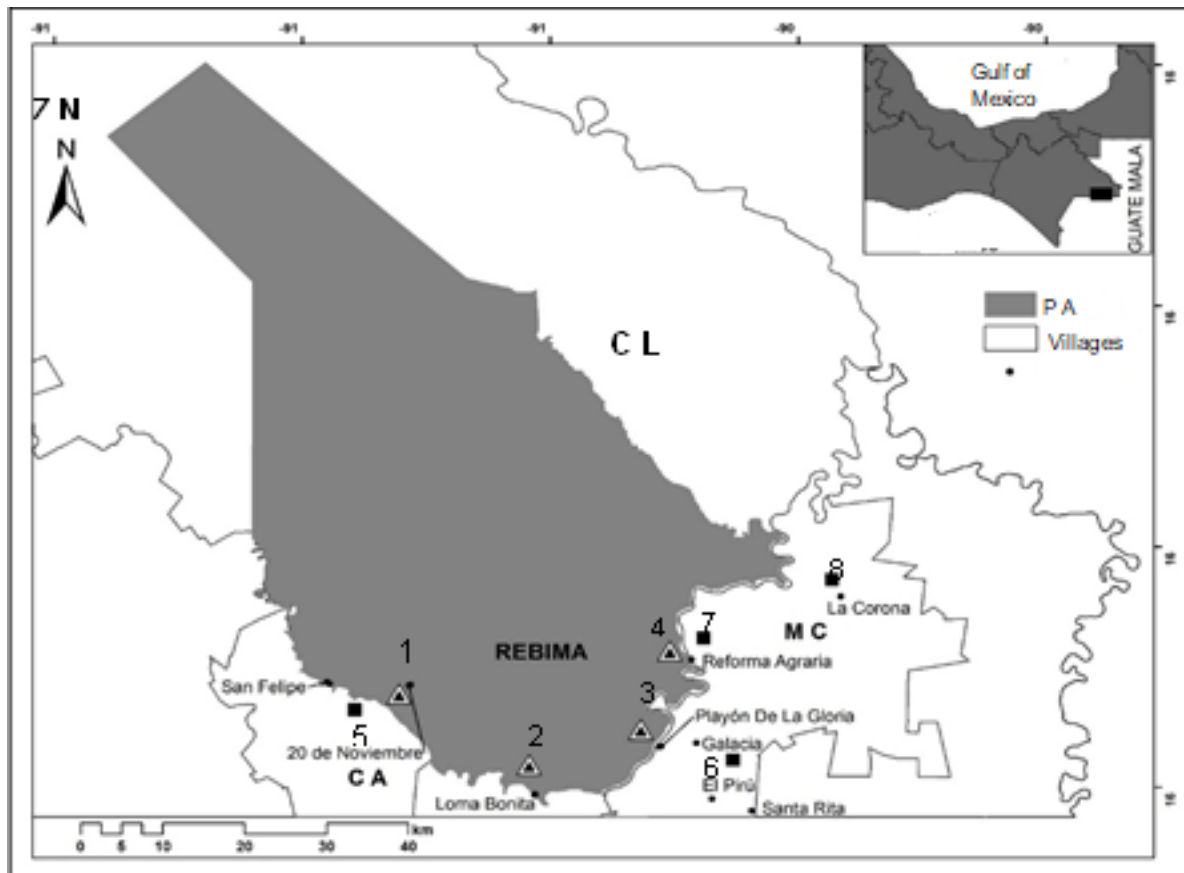 -91 -91 -91 -90 -90
7 N
N
Gulf of
Mexico
GUATE MALA
16
P A
Villages
16
C L
16
8
La Corona
7
M C
4
1
REBIMA
Reforma Agraria
San Felipe
3
Playón De La Gloria
5
2
20 de Noviembre
Galacia
6
C A
El Pirú
Loma Bonita
Santa Rita
16
km
0 5 10 20 30 40